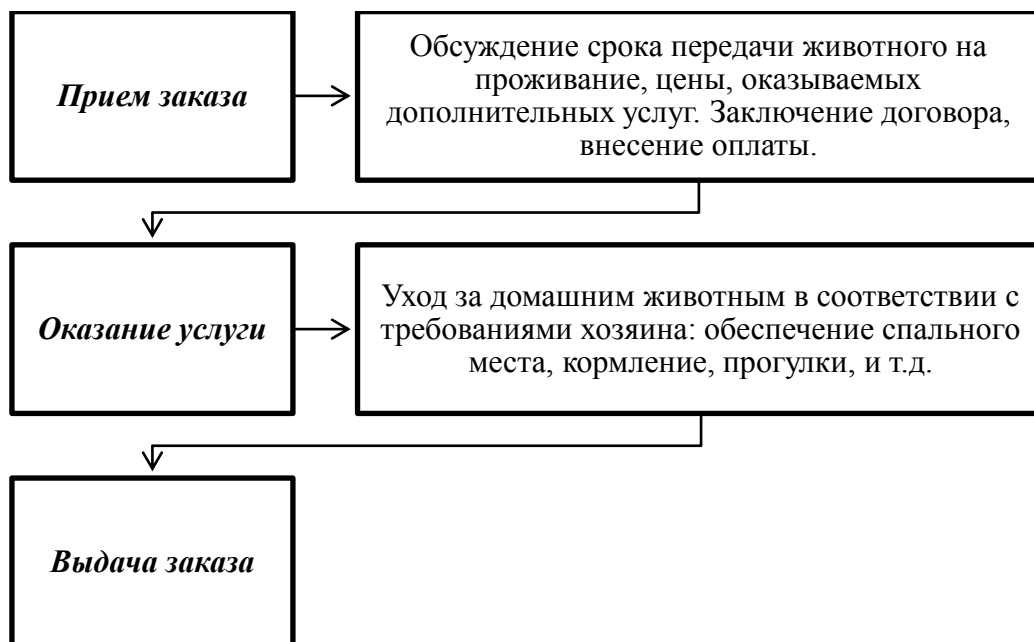 Прием заказа
Обсуждение срока передачи животного на
проживание, цены, оказываемых
дополнительных услуг. Заключение договора,
внесение оплаты.
Оказание услуги
Уход за домашним животным в соответствии с
требованиями хозяина: обеспечение спального
места, кормление, прогулки, и т.д.
Выдача заказа